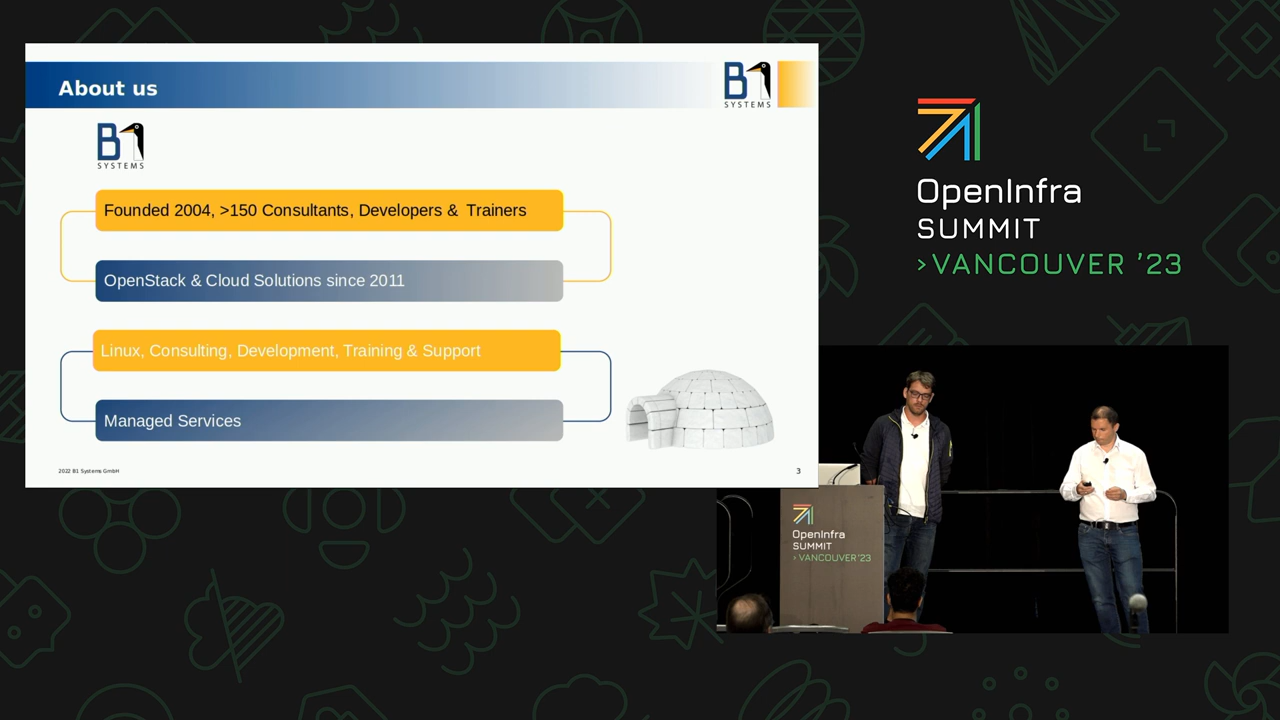 About us
B1
SYSTEMS
B1
SYSTEMS
Founded 2004, >150 Consultants, Developers & Trainers
OpenStack & Cloud Solutions since 2011
Linux, Consulting, Development, Training & Support
Managed Services
2022 B1 Systems GmbH
3
OpenInfra
SUMMIT
>VANCOUVER '23
OpenInfra
SUMMIT
>VANCOUVER'23